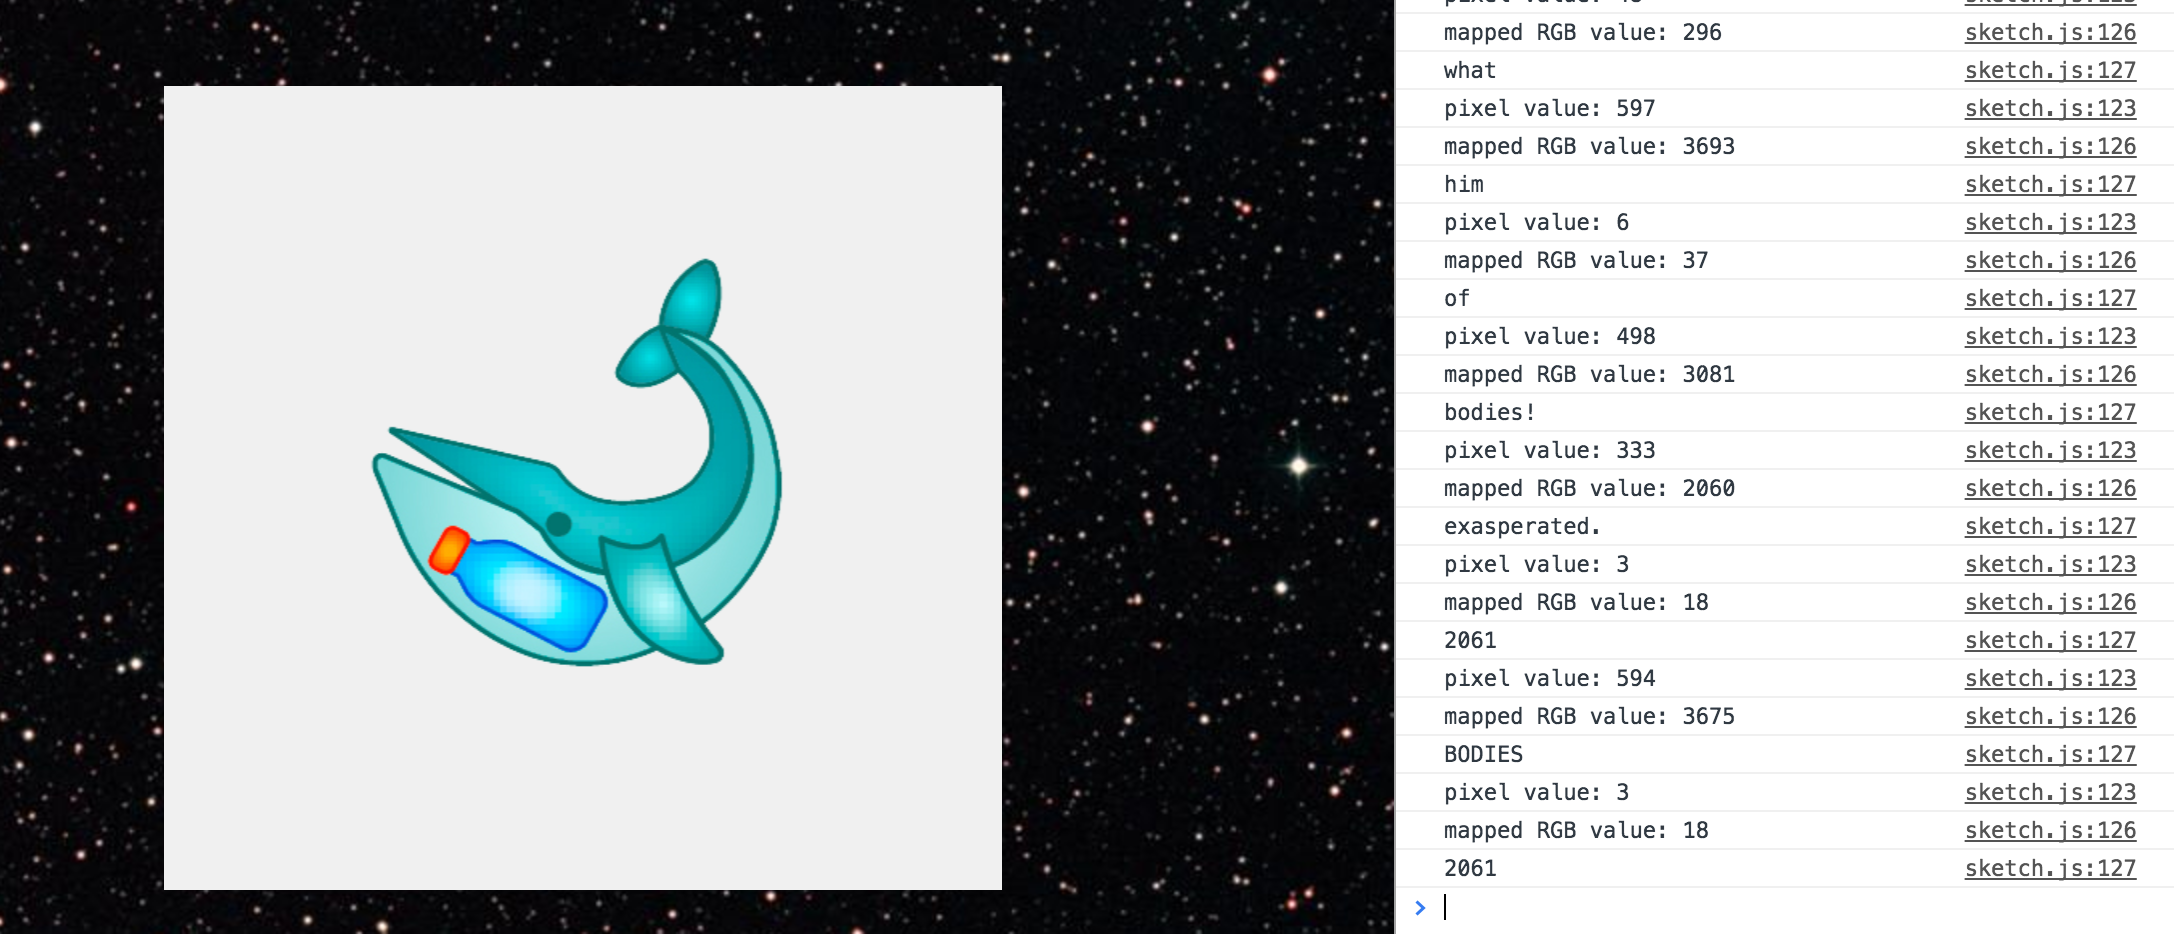 mapped RGB value: 296 sketch.js:126
what sketch.js:127
pixel value: 597 sketch.js:123
mapped RGB value: 3693 sketch.js:126
him sketch.js:127
pixel value: 6 sketch.js:123
mapped RGB value: 37 sketch.js:126
of sketch.js:127
pixel value: 498 sketch.js:123
mapped RGB value: 3081 sketch.js:126
bodies! sketch.js:127
pixel value: 333 sketch.js:123
mapped RGB value: 2060 sketch.js:126
exasperated. sketch.js:127
pixel value: 3 sketch.js:123
mapped RGB value: 18 sketch.js:126
2061 sketch.js:127
pixel value: 594 sketch.js:123
mapped RGB value: 3675 sketch.js:126
BODIES sketch.js:127
pixel value: 3 sketch.js:123
mapped RGB value: 18 sketch.js:126
2061 sketch.js:127
>